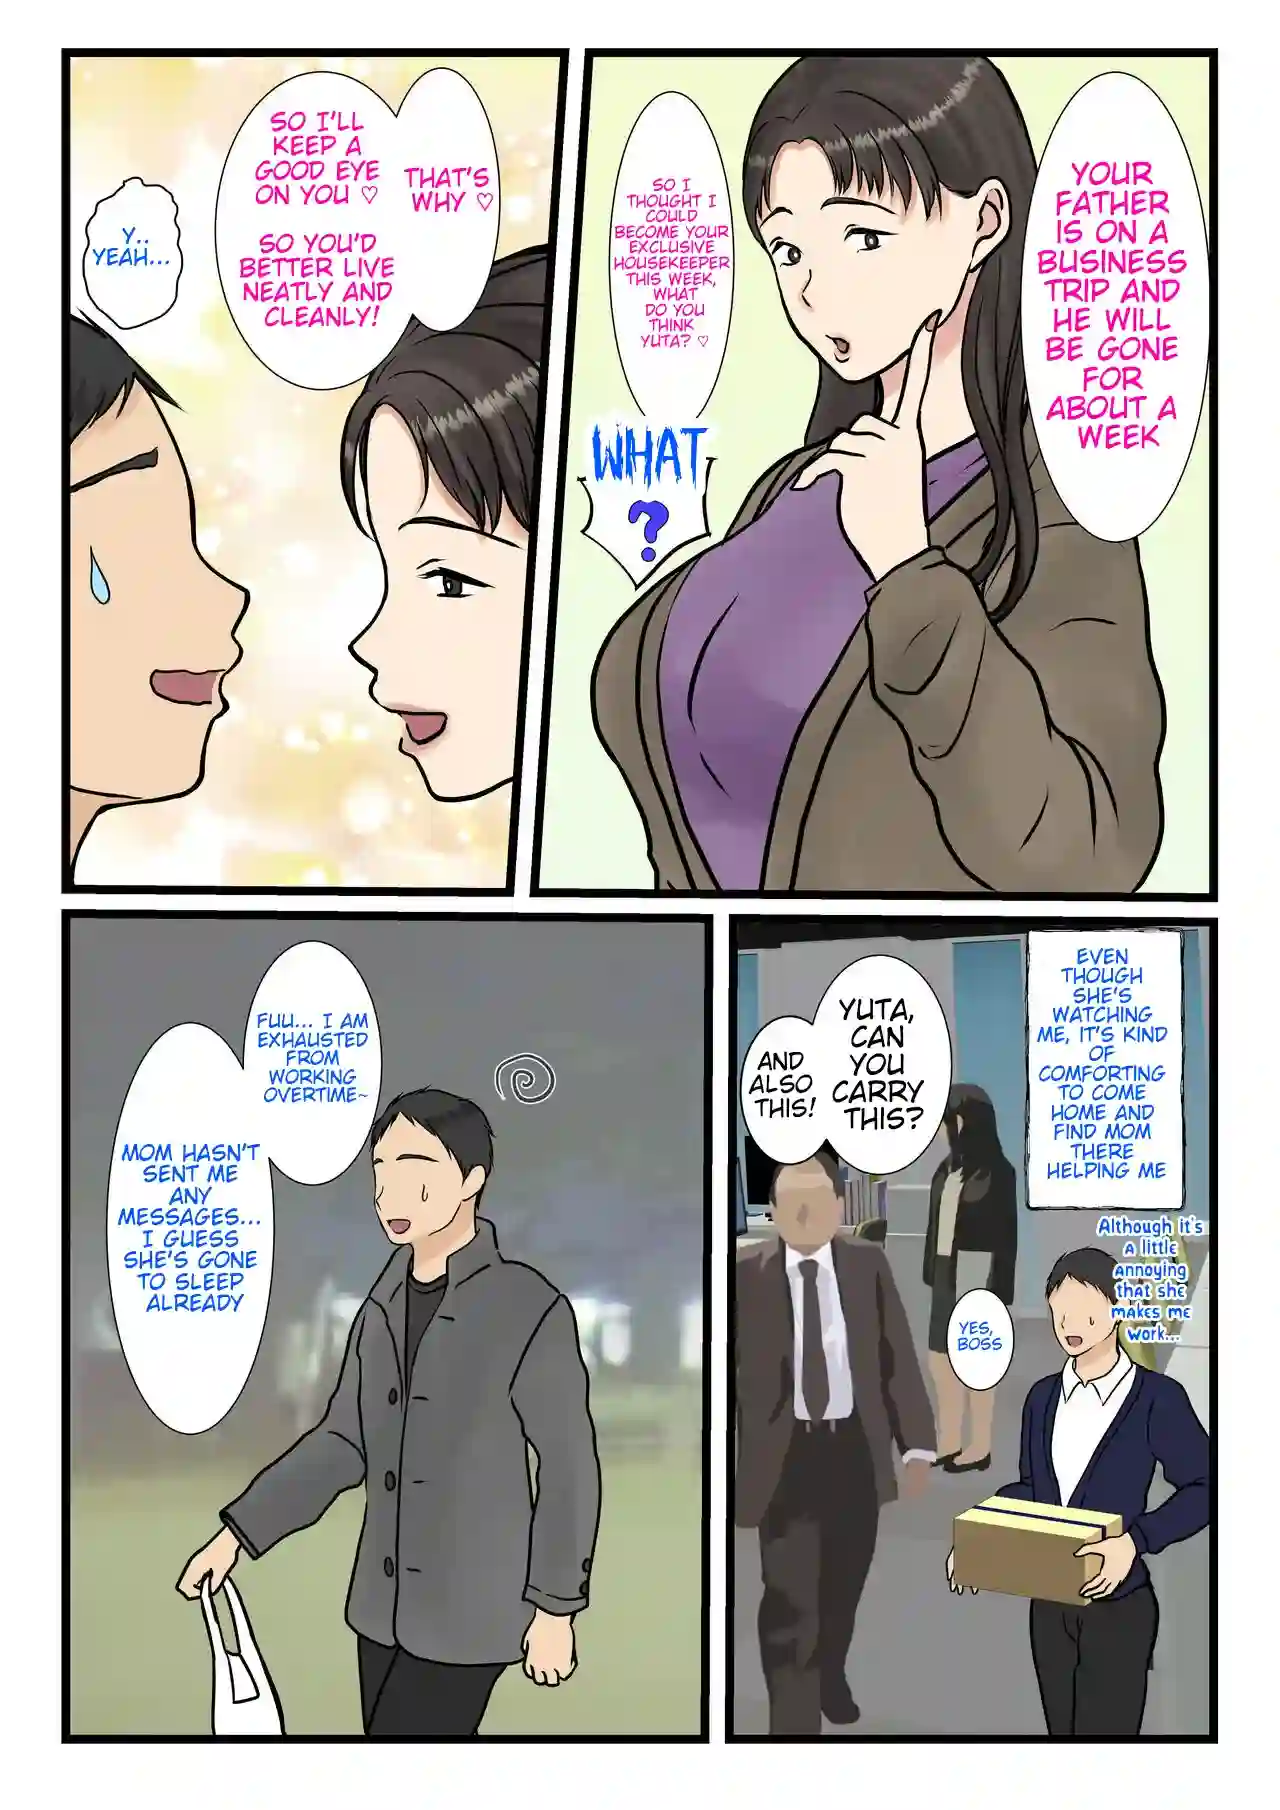 YOUR
FATHER
IS ON A
BUSINESS
TRIP AND
HE WILL
BE GONE
FOR
ABOUT A
WEEK
SO I
THOUGHT I
COULD
BECOME YOUR
EXCLUSIVE
HOUSEKEEPER
THIS WEEK,
WHAT
DO YOU
THINK
YUTA? ♡
WHAT
?
THAT'S
WHY ♡
SO I'LL
KEEP A
GOOD EYE
ON YOU ♡
SO YOU'D
BETTER LIVE
NEATLY AND
CLEANLY!
Y..
YEAH...
EVEN
THOUGH
SHE'S
WATCHING
ME, IT'S KIND
OF
COMFORTING
TO COME
HOME AND
FIND MOM
THERE
HELPING ME
Although it's
a little
annoying
that she
makes me
work...
YUTA,
CAN
YOU
CARRY
THIS?
AND
ALSO
THIS!
YES,
BOSS
FUU... I AM
EXHAUSTED
FROM
WORKING
OVERTIME~
MOM HASN'T
SENT ME
ANY
MESSAGES...
I GUESS
SHE'S GONE
TO SLEEP
ALREADY